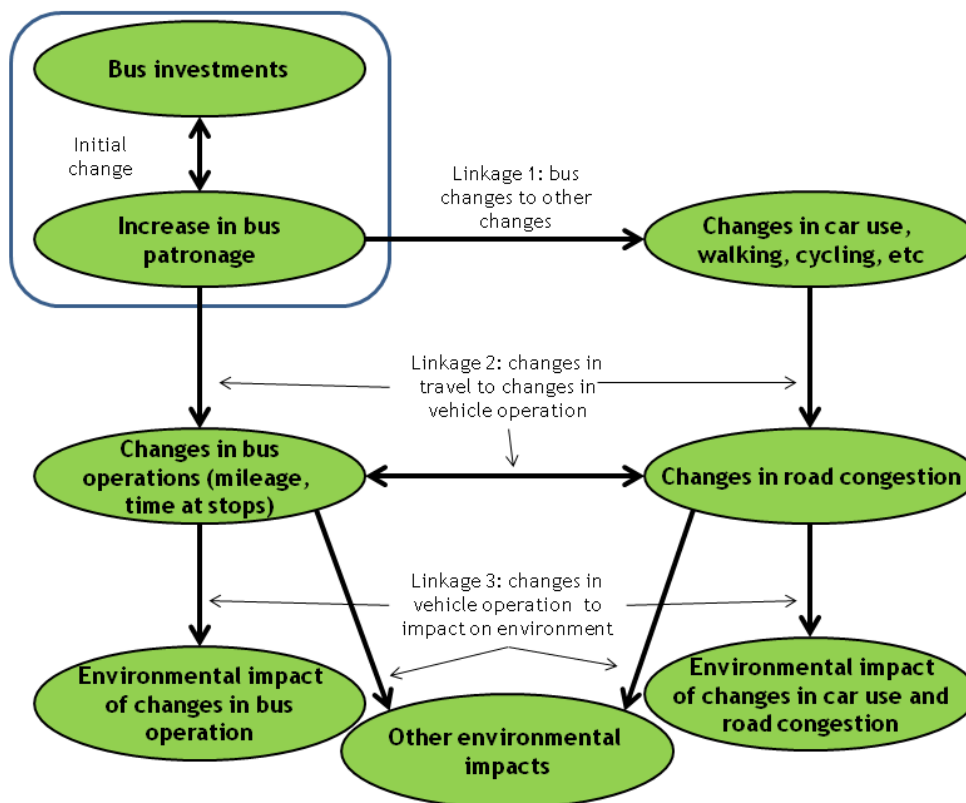 Bus investments
Initial
change
Increase in bus
patronage
Linkage 1: bus
changes to other
changes
Changes in car use,
walking, cycling, etc
Linkage 2: changes in
travel to changes in
vehicle operation
Changes in bus
operations (mileage,
time at stops)
Changes in road congestion
Linkage 3: changes in
vehicle operation to
impact on environment
Environmental impact
of changes in bus
operation
Other environmental
impacts
Environmental impact
of changes in car use and
road congestion